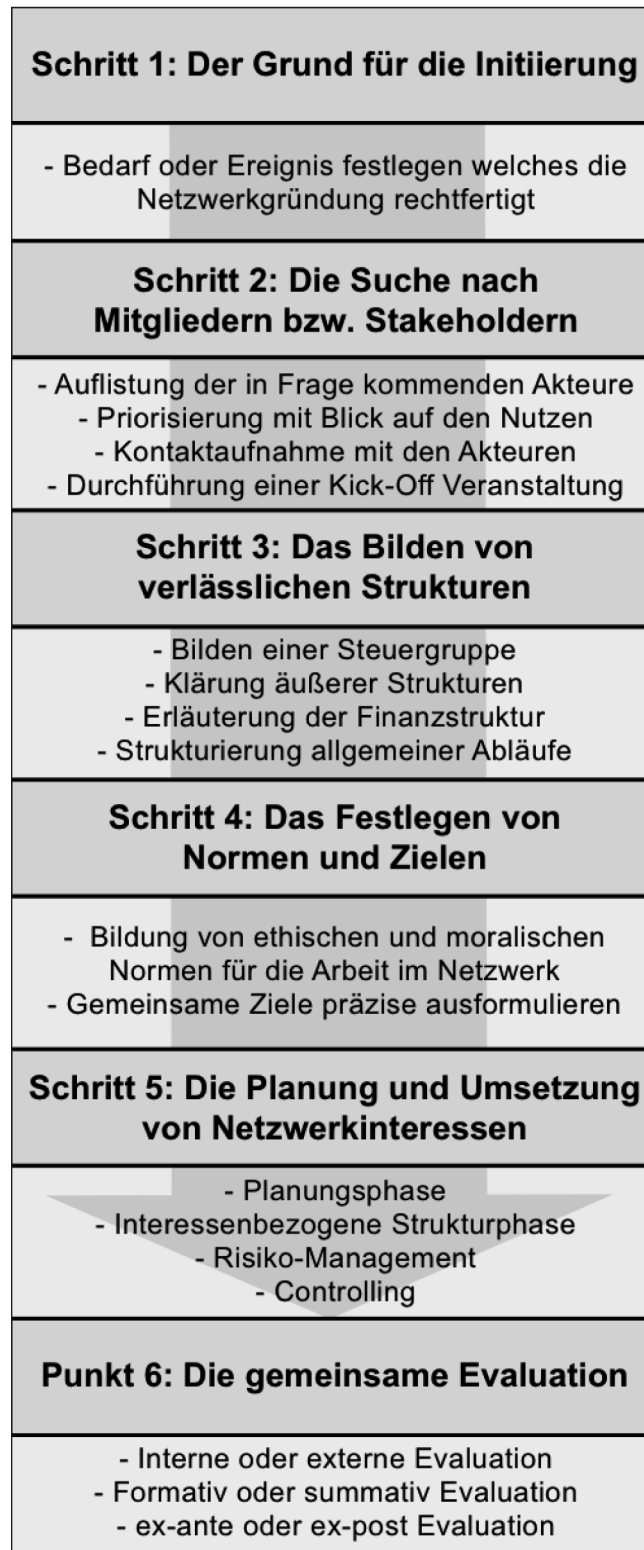 Schritt 1: Der Grund für die Initiierung
- Bedarf oder Ereignis festlegen welches die
Netzwerkgründung rechtfertigt
Schritt 2: Die Suche nach
Mitgliedern bzw. Stakeholdern
- Auflistung der in Frage kommenden Akteure
- Priorisierung mit Blick auf den Nutzen
- Kontaktaufnahme mit den Akteuren
- Durchführung einer Kick-Off Veranstaltung
Schritt 3: Das Bilden von
verlässlichen Strukturen
- Bilden einer Steuergruppe
- Klärung äußerer Strukturen
- Erläuterung der Finanzstruktur
- Strukturierung allgemeiner Abläufe
Schritt 4: Das Festlegen von
Normen und Zielen
- Bildung von ethischen und moralischen
Normen für die Arbeit im Netzwerk
- Gemeinsame Ziele präzise ausformulieren
Schritt 5: Die Planung und Umsetzung
von Netzwerkinteressen
- Planungsphase
- Interessenbezogene Strukturphase
- Risiko-Management
- Controlling
Punkt 6: Die gemeinsame Evaluation
- Interne oder externe Evaluation
- Formativ oder summativ Evaluation
- ex-ante oder ex-post Evaluation